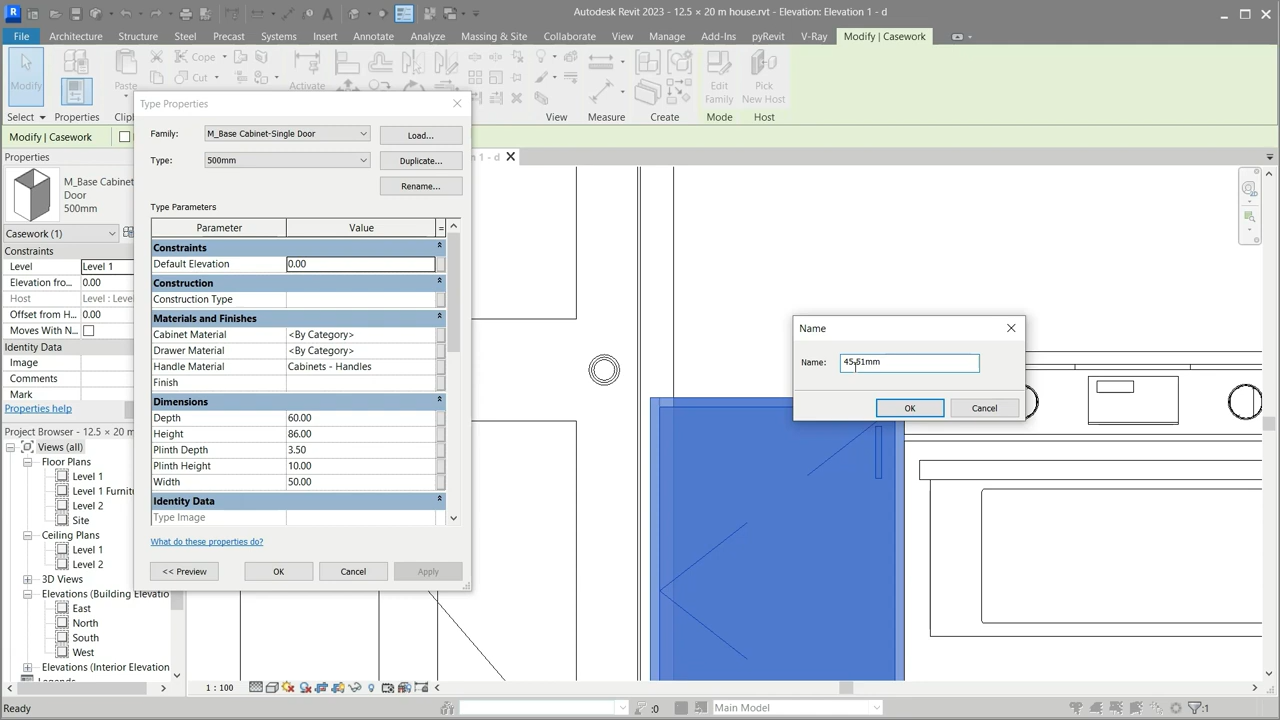 Autodesk Revit 2023 - 12.5 × 20 m house.rvt - Elevation: Elevation 1 - d
File Architecture Structure Steel Precast Systems Insert Annotate Analyze Massing & Site Collaborate View Manage Add-Ins pyRevit V-Ray Modify | Casework
Modify Paste Cope Cut Activate Edit Family Pick New Host
Select Properties View Measure Create Mode Host
Modify | Casework
1 - d
Properties
M_Base Cabinet
Door
500mm
Casework (1)
Constraints
Level Level 1
Elevation fro... 0.00
Host Level : Leve
Offset from H... 0.00
Moves With N...
Identity Data
Image
Comments
Mark
Properties help
Project Browser - 12.5 × 20 m
Views (all)
Floor Plans
Level 1
Level 1 Furnitu
Level 2
Site
Ceiling Plans
Level 1
Level 2
3D Views
Elevations (Building Elevatio
East
North
South
West
Elevations (Interior Elevation
Type Properties
Family: M_Base Cabinet-Single Door Load...
Type: 500mm Duplicate...
Rename...
Type Parameters
Parameter Value =
Constraints
Default Elevation 0.00
Construction
Construction Type
Materials and Finishes
Cabinet Material <By Category>
Drawer Material <By Category>
Handle Material Cabinets - Handles
Finish
Dimensions
Depth 60.00
Height 86.00
Plinth Depth 3.50
Plinth Height 10.00
Width 50.00
Identity Data
Type Image
What do these properties do?
<< Preview OK Cancel Apply
Name
Name: 45.51mm
OK Cancel
1 : 100
Ready :0 Main Model :1